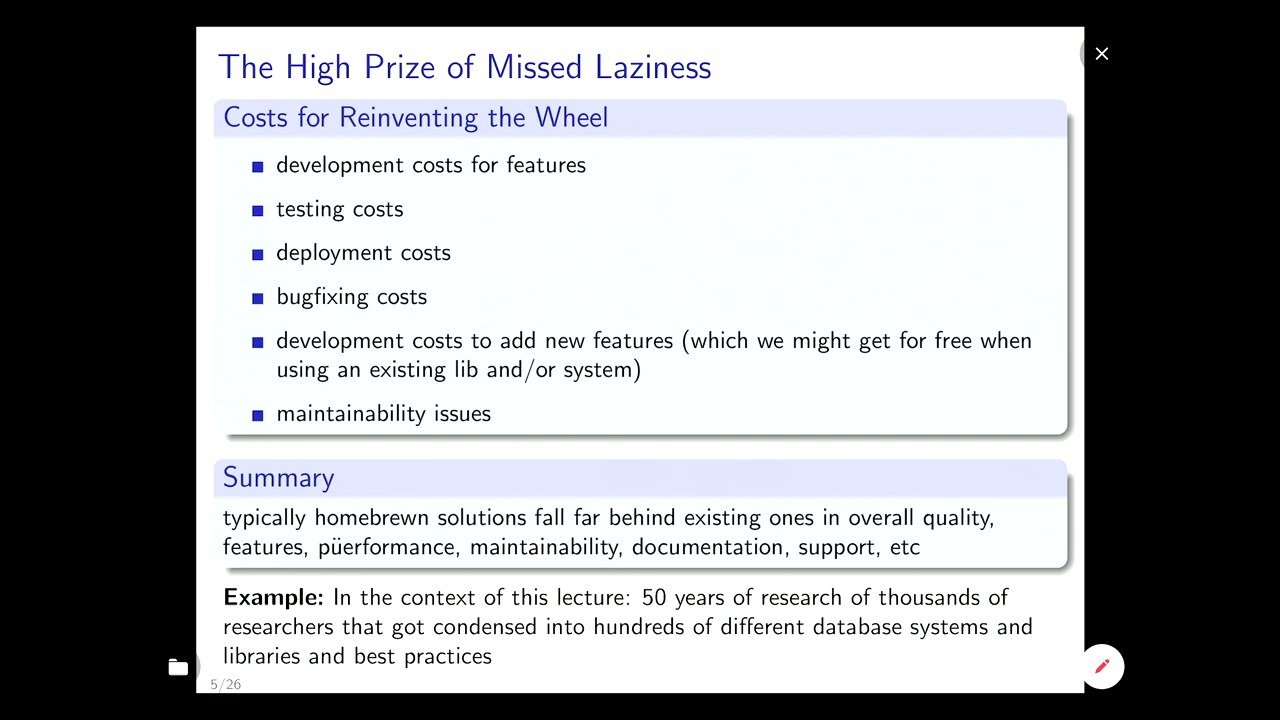 The High Prize of Missed Laziness
Costs for Reinventing the Wheel
development costs for features
testing costs
deployment costs
bugfixing costs
development costs to add new features (which we might get for free when
using an existing lib and/or system)
maintainability issues
Summary
typically homebrewn solutions fall far behind existing ones in overall quality,
features, püerformance, maintainability, documentation, support, etc
Example: In the context of this lecture: 50 years of research of thousands of
researchers that got condensed into hundreds of different database systems and
libraries and best practices
5/26